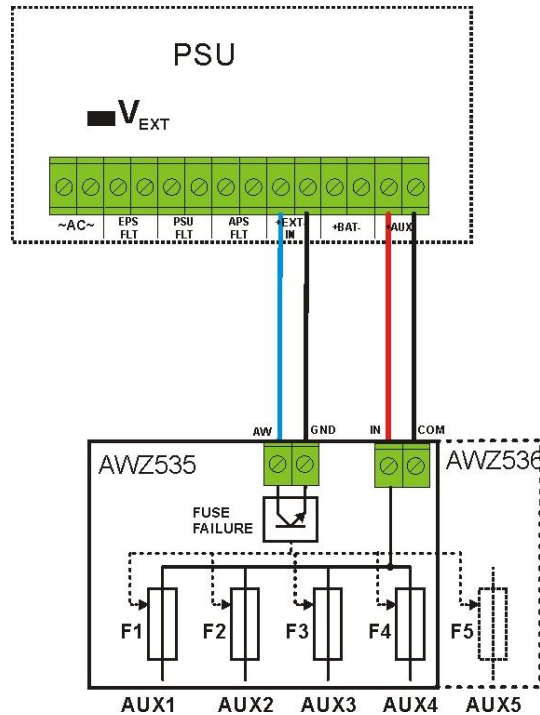 PSU
VEXT
~AC~ EPS FLT PSU FLT APS FLT +EXT- IN +BAT- +AUX
AW GND IN COM
AWZ535 AWZ536
FUSE
FAILURE
F1 F2 F3 F4 F5
AUX1 AUX2 AUX3 AUX4 AUX5